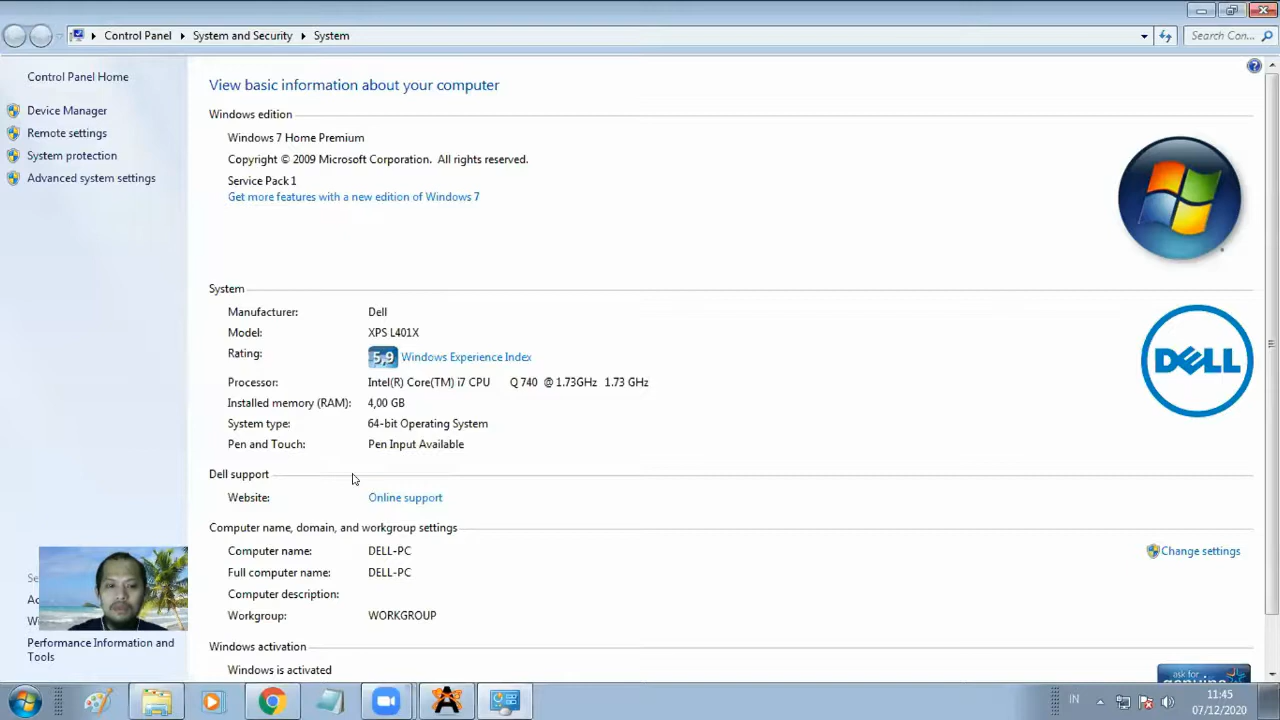 Control Panel
System and Security
System
Search Con...
Control Panel Home
Device Manager
Remote settings
System protection
Advanced system settings
Performance Information and
Tools
View basic information about your computer
Windows edition
Windows 7 Home Premium
Copyright © 2009 Microsoft Corporation.  All rights reserved.
Service Pack 1
Get more features with a new edition of Windows 7
System
Manufacturer: Dell
Model: XPS L401X
Rating: 5,9 Windows Experience Index
Processor: Intel(R) Core(TM) i7 CPU Q 740 @ 1.73GHz 1.73 GHz
Installed memory (RAM): 4,00 GB
System type: 64-bit Operating System
Pen and Touch: Pen Input Available
DELL
Dell support
Website: Online support
Computer name, domain, and workgroup settings
Computer name: DELL-PC
Change settings
Full computer name: DELL-PC
Computer description:
Workgroup: WORKGROUP
Windows activation
Windows is activated
ask for
IN
11:45
07/12/2020